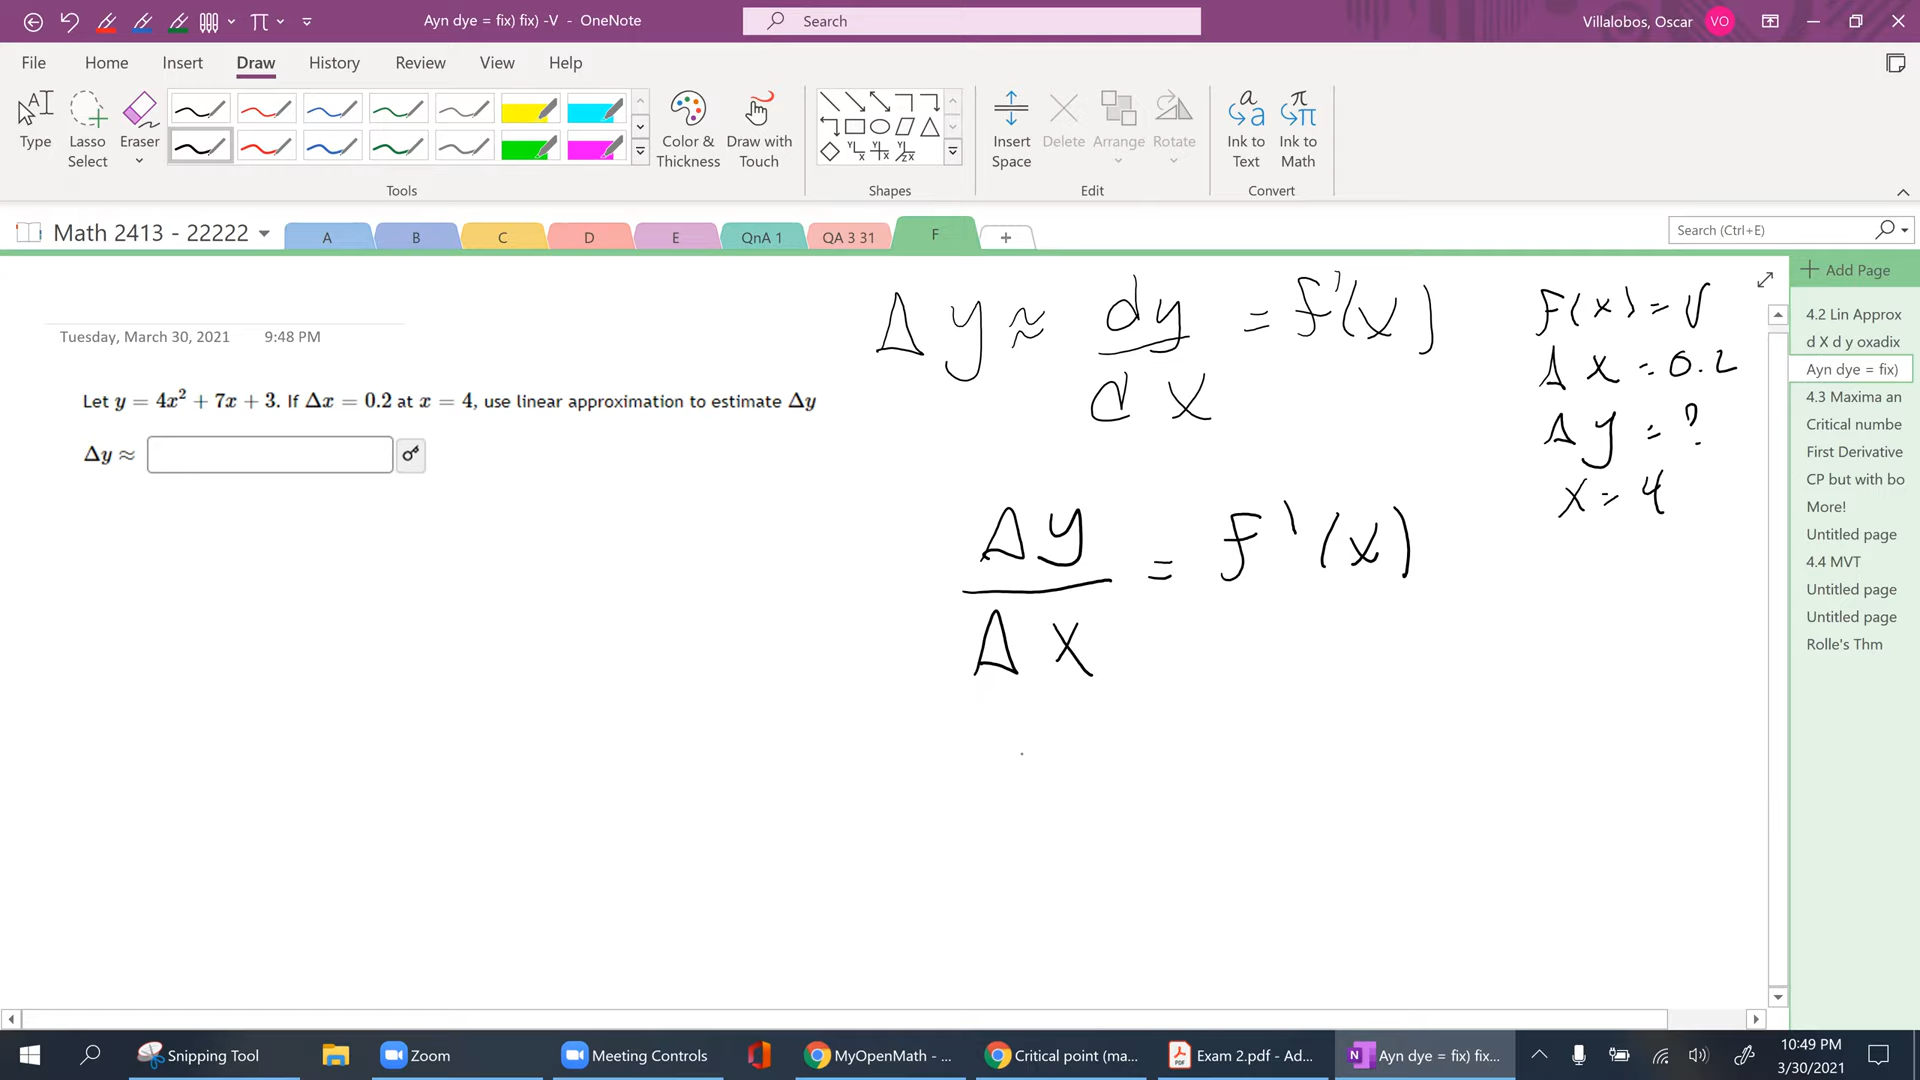 Ayn dye = fix) fix) -V - OneNote
Search
Villalobos, Oscar
VO
File
Home
Insert
Draw
History
Review
View
Help
Type
Lasso Select
Eraser
Color & Thickness
Draw with Touch
Insert Space
Delete
Arrange
Rotate
Ink to Text
Ink to Math
Tools
Shapes
Edit
Convert
Math 2413 - 22222
A
B
C
D
E
QnA 1
QA 3 31
F
+
Search (Ctrl+E)
Add Page
4.2 Lin Approx
d X d y oxadix
Ayn dye = fix)
4.3 Maxima an
Critical numbe
First Derivative
CP but with bo
More!
Untitled page
4.4 MVT
Untitled page
Untitled page
Rolle's Thm
Tuesday, March 30, 2021 9:48 PM
Let y = 4x² + 7x + 3. If Δx = 0.2 at x = 4, use linear approximation to estimate Δy
Δy ≈
Δy ≈ dy/dx = f'(x)
F(x) = √
Δx = 0.2
Δy = ?
x = 4
Δy/Δx = f'(x)
Snipping Tool
Zoom
Meeting Controls
MyOpenMath - ...
Critical point (ma...
Exam 2.pdf - Ad...
Ayn dye = fix) fix...
10:49 PM
3/30/2021